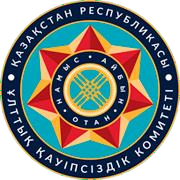 ҚАЗАҚСТАН РЕСПУБЛИКАСЫ
ҰЛТТЫҚ ҚАУІПСІЗДІК КОМИТЕТІ
НАМЫС • АЙБЫН
ОТАН